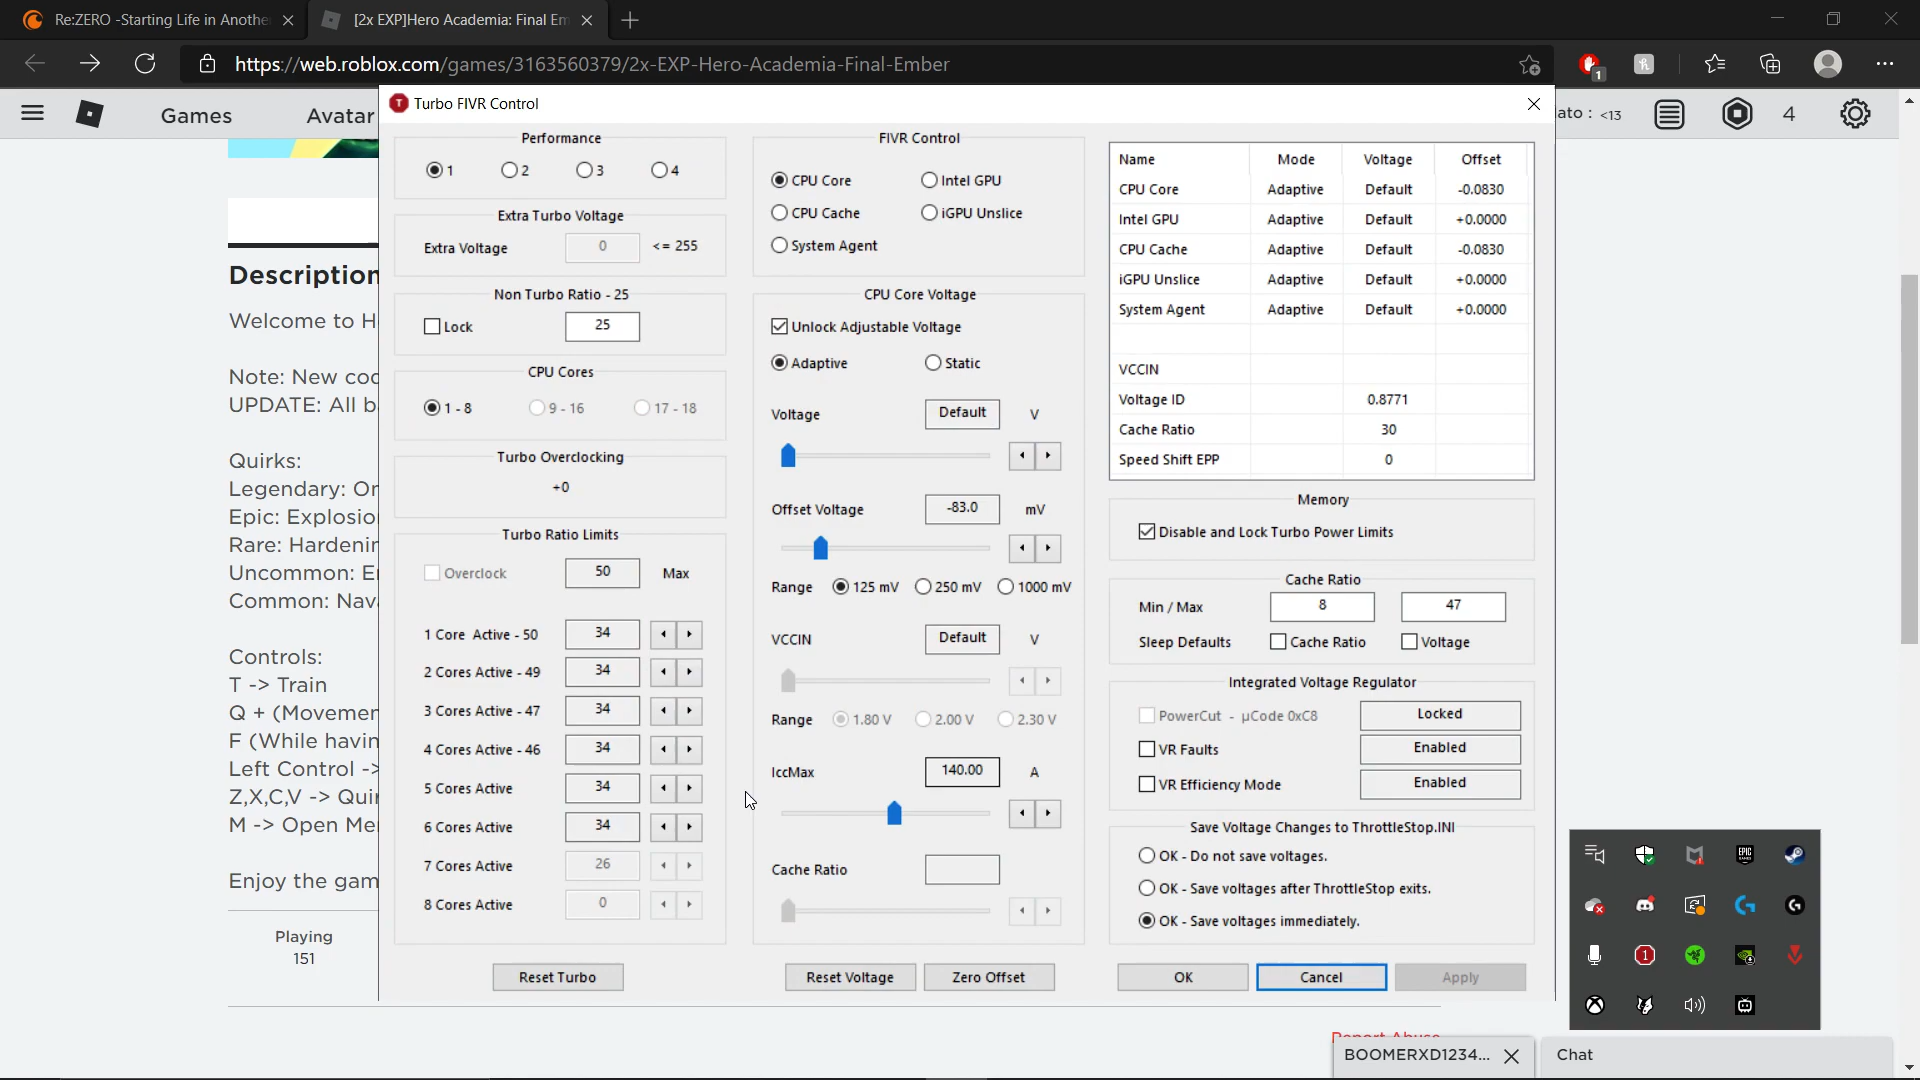 Re:ZERO -Starting Life in Anothe
[2x EXP]Hero Academia: Final Em
https://web.roblox.com/games/3163560379/2x-EXP-Hero-Academia-Final-Ember
1
Games
Avatar
ato : <13
4
Description
Welcome to H
Note: New cod
UPDATE: All b
Quirks:
Legendary: Or
Epic: Explosion
Rare: Hardenin
Uncommon: E
Common: Nav
Controls:
T -> Train
Q + (Movemen
F (While havin
Left Control ->
Z,X,C,V -> Quir
M -> Open Me
Enjoy the gam
Playing
151
Turbo FIVR Control
Performance
1 2 3 4
Extra Turbo Voltage
Extra Voltage 0 <= 255
Non Turbo Ratio - 25
Lock 25
CPU Cores
1 - 8 9 - 16 17 - 18
Turbo Overclocking
+0
Turbo Ratio Limits
Overclock 50 Max
1 Core Active - 50 34
2 Cores Active - 49 34
3 Cores Active - 47 34
4 Cores Active - 46 34
5 Cores Active 34
6 Cores Active 34
7 Cores Active 26
8 Cores Active 0
Reset Turbo
FIVR Control
CPU Core Intel GPU
CPU Cache iGPU Unslice
System Agent
CPU Core Voltage
Unlock Adjustable Voltage
Adaptive Static
Voltage Default V
Offset Voltage -83.0 mV
Range 125 mV 250 mV 1000 mV
VCCIN Default V
Range 1.80 V 2.00 V 2.30 V
IccMax 140.00 A
Cache Ratio
Reset Voltage Zero Offset
Name Mode Voltage Offset
CPU Core Adaptive Default -0.0830
Intel GPU Adaptive Default +0.0000
CPU Cache Adaptive Default -0.0830
iGPU Unslice Adaptive Default +0.0000
System Agent Adaptive Default +0.0000
VCCIN
Voltage ID 0.8771
Cache Ratio 30
Speed Shift EPP 0
Memory
Disable and Lock Turbo Power Limits
Cache Ratio
Min / Max 8 47
Sleep Defaults Cache Ratio Voltage
Integrated Voltage Regulator
PowerCut - µCode 0xC8 Locked
VR Faults Enabled
VR Efficiency Mode Enabled
Save Voltage Changes to ThrottleStop.INI
OK - Do not save voltages.
OK - Save voltages after ThrottleStop exits.
OK - Save voltages immediately.
OK Cancel Apply
EPIC
1
Report Abuse
BOOMERXD1234...
Chat